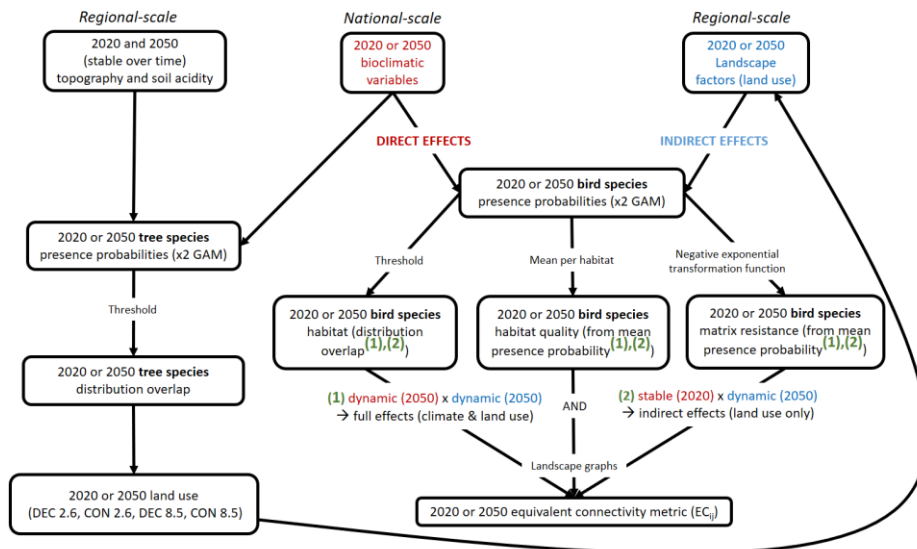 Regional-scale
National-scale
Regional-scale
2020 and 2050
(stable over time)
topography and soil acidity
2020 or 2050
bioclimatic
variables
2020 or 2050
Landscape
factors (land use)
DIRECT EFFECTS
INDIRECT EFFECTS
2020 or 2050 bird species
presence probabilities (x2 GAM)
2020 or 2050 tree species
presence probabilities (x2 GAM)
Threshold
Mean per habitat
Negative exponential
transformation function
Threshold
2020 or 2050 bird species
habitat (distribution
overlap(1),(2))
2020 or 2050 bird species
habitat quality (from mean
presence probability(1),(2))
2020 or 2050 bird species
matrix resistance (from mean
presence probability(1),(2))
2020 or 2050 tree species
distribution overlap
(1) dynamic (2050) x dynamic (2050)
→ full effects (climate & land use)
AND
(2) stable (2020) x dynamic (2050)
→ indirect effects (land use only)
Landscape graphs
2020 or 2050 land use
(DEC 2.6, CON 2.6, DEC 8.5, CON 8.5)
2020 or 2050 equivalent connectivity metric (ECij)